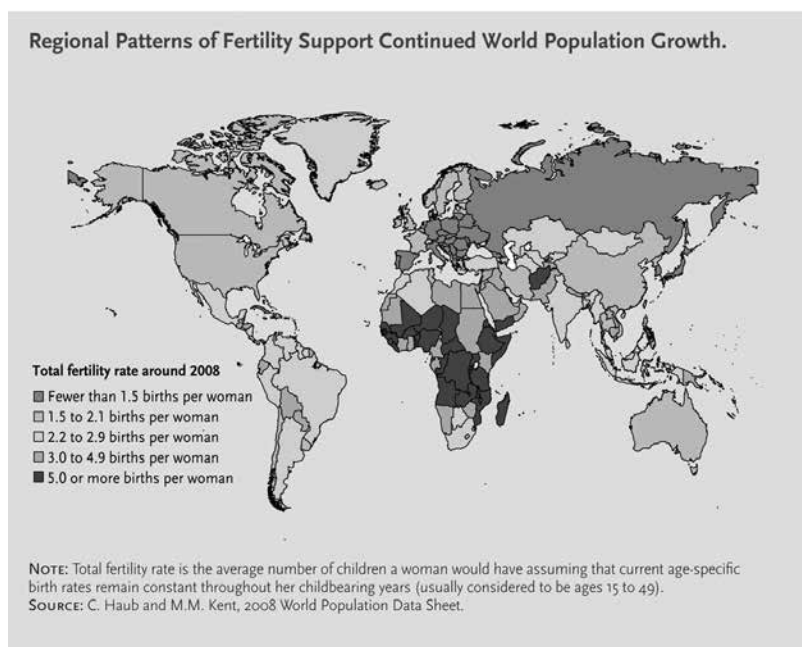 Regional Patterns of Fertility Support Continued World Population Growth.
Total fertility rate around 2008
Fewer than 1.5 births per woman
1.5 to 2.1 births per woman
2.2 to 2.9 births per woman
3.0 to 4.9 births per woman
5.0 or more births per woman
NOTE: Total fertility rate is the average number of children a woman would have assuming that current age-specific
birth rates remain constant throughout her childbearing years (usually considered to be ages 15 to 49).
SOURCE: C. Haub and M.M. Kent, 2008 World Population Data Sheet.